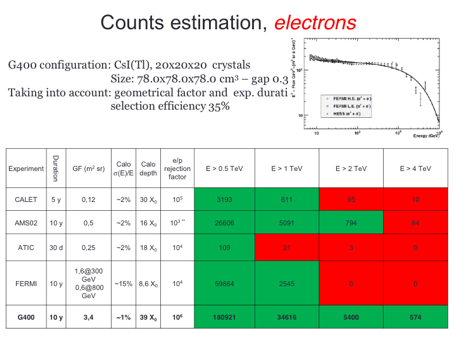 Counts estimation, electrons
G400 configuration: CsI(Tl), 20x20x20 crystals
Size: 78.0x78.0x78.0 cm³ – gap 0.3
Taking into account: geometrical factor and exp. durati
selection efficiency 35%
FERMI H.E. (e⁺ + e⁻)
FERMI L.E. (e⁺ + e⁻)
HESS (e⁺ + e⁻)
Energy (GeV)
Experiment Duration GF (m² sr) Calo σ(E)/E Calo depth e/p rejection factor E > 0.5 TeV E > 1 TeV E > 2 TeV E > 4 TeV
CALET 5 y 0,12 ~2% 30 X₀ 10⁵ 3193 611 95 10
AMS02 10 y 0,5 ~2% 16 X₀ 10³ ** 26606 5091 794 84
ATIC 30 d 0,25 ~2% 18 X₀ 10⁴ 109 21 3 0
FERMI 10 y 1,6@300 GeV 0,6@800 GeV ~15% 8,6 X₀ 10⁴ 59864 2545 0 0
G400 10 y 3,4 ~1% 39 X₀ 10⁶ 180921 34616 5400 574